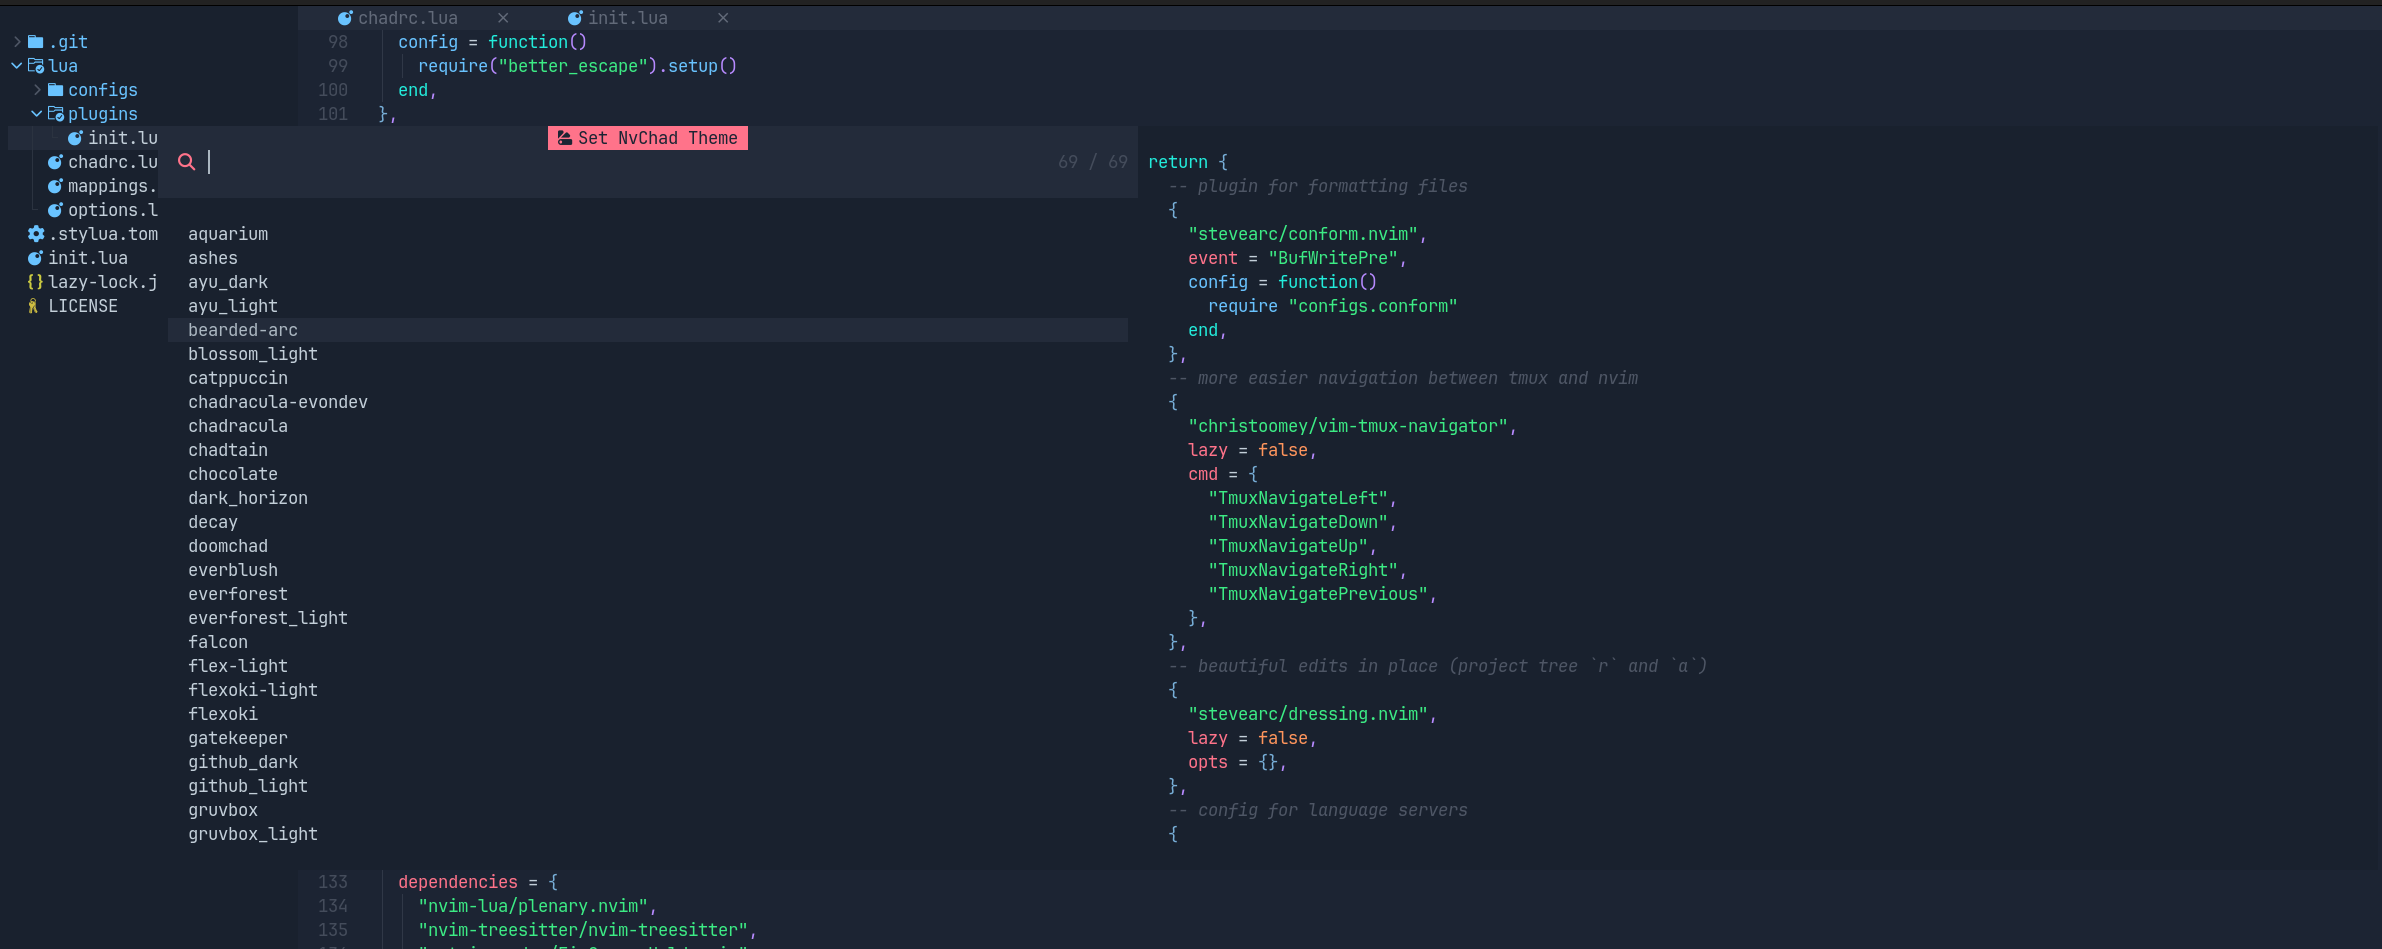 chadrc.lua
init.lua
.git
lua
configs
plugins
init.lu
chadrc.lu
mappings.
options.l
.stylua.tom
init.lua
{} lazy-lock.j
LICENSE
98 config = function()
99 require("better_escape").setup()
100 end,
101 },
Set NvChad Theme
69 / 69
aquarium
ashes
ayu_dark
ayu_light
bearded-arc
blossom_light
catppuccin
chadracula-evondev
chadracula
chadtain
chocolate
dark_horizon
decay
doomchad
everblush
everforest
everforest_light
falcon
flex-light
flexoki-light
flexoki
gatekeeper
github_dark
github_light
gruvbox
gruvbox_light
return {
-- plugin for formatting files
{
"stevearc/conform.nvim",
event = "BufWritePre",
config = function()
require "configs.conform"
end,
},
-- more easier navigation between tmux and nvim
{
"christoomey/vim-tmux-navigator",
lazy = false,
cmd = {
"TmuxNavigateLeft",
"TmuxNavigateDown",
"TmuxNavigateUp",
"TmuxNavigateRight",
"TmuxNavigatePrevious",
},
},
-- beautiful edits in place (project tree `r` and `a`)
{
"stevearc/dressing.nvim",
lazy = false,
opts = {},
},
-- config for language servers
{
133 dependencies = {
134 "nvim-lua/plenary.nvim",
135 "nvim-treesitter/nvim-treesitter",